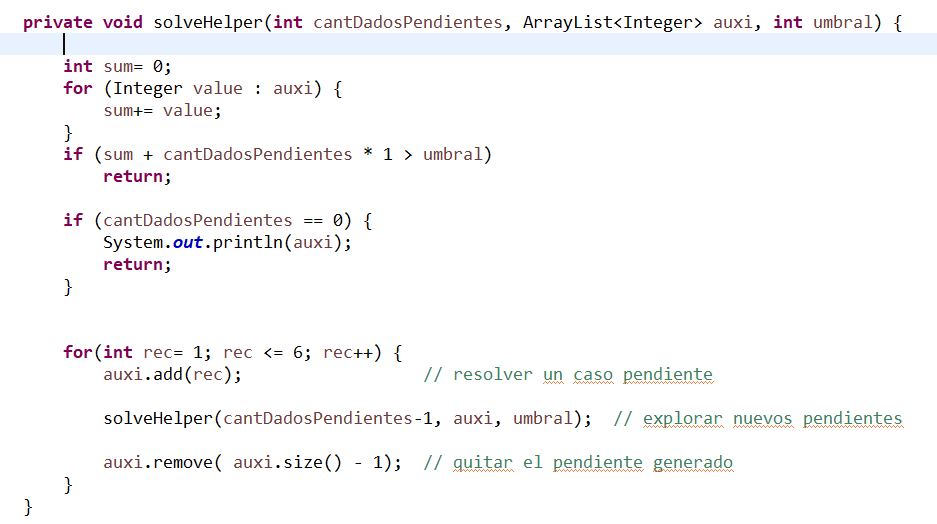 private void solveHelper(int cantDadosPendientes, ArrayList<Integer> auxi, int umbral) {
int sum= 0;
for (Integer value : auxi) {
sum+= value;
}
if (sum + cantDadosPendientes * 1 > umbral)
return;
if (cantDadosPendientes == 0) {
System.out.println(auxi);
return;
}
for(int rec= 1; rec <= 6; rec++) {
auxi.add(rec); // resolver un caso pendiente
solveHelper(cantDadosPendientes-1, auxi, umbral); // explorar nuevos pendientes
auxi.remove( auxi.size() - 1); // quitar el pendiente generado
}
}